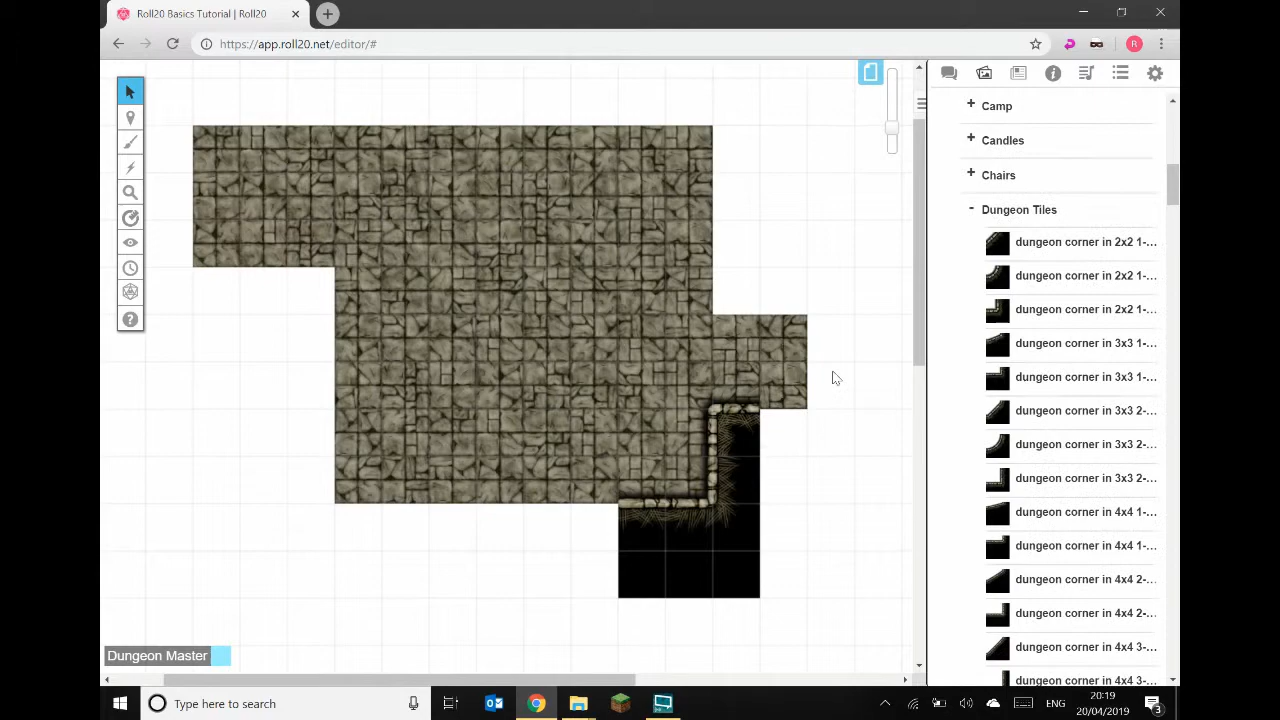 Roll20 Basics Tutorial | Roll20
https://app.roll20.net/editor/#
R
Camp
Candles
Chairs
Dungeon Tiles
dungeon corner in 2x2 1-...
dungeon corner in 2x2 1-...
dungeon corner in 2x2 1-...
dungeon corner in 3x3 1-...
dungeon corner in 3x3 1-...
dungeon corner in 3x3 2-...
dungeon corner in 3x3 2-...
dungeon corner in 3x3 2-...
dungeon corner in 4x4 1-...
dungeon corner in 4x4 1-...
dungeon corner in 4x4 2-...
dungeon corner in 4x4 2-...
dungeon corner in 4x4 3-...
dungeon corner in 4x4 3-...
Dungeon Master
Type here to search
ENG
20:19
20/04/2019
3